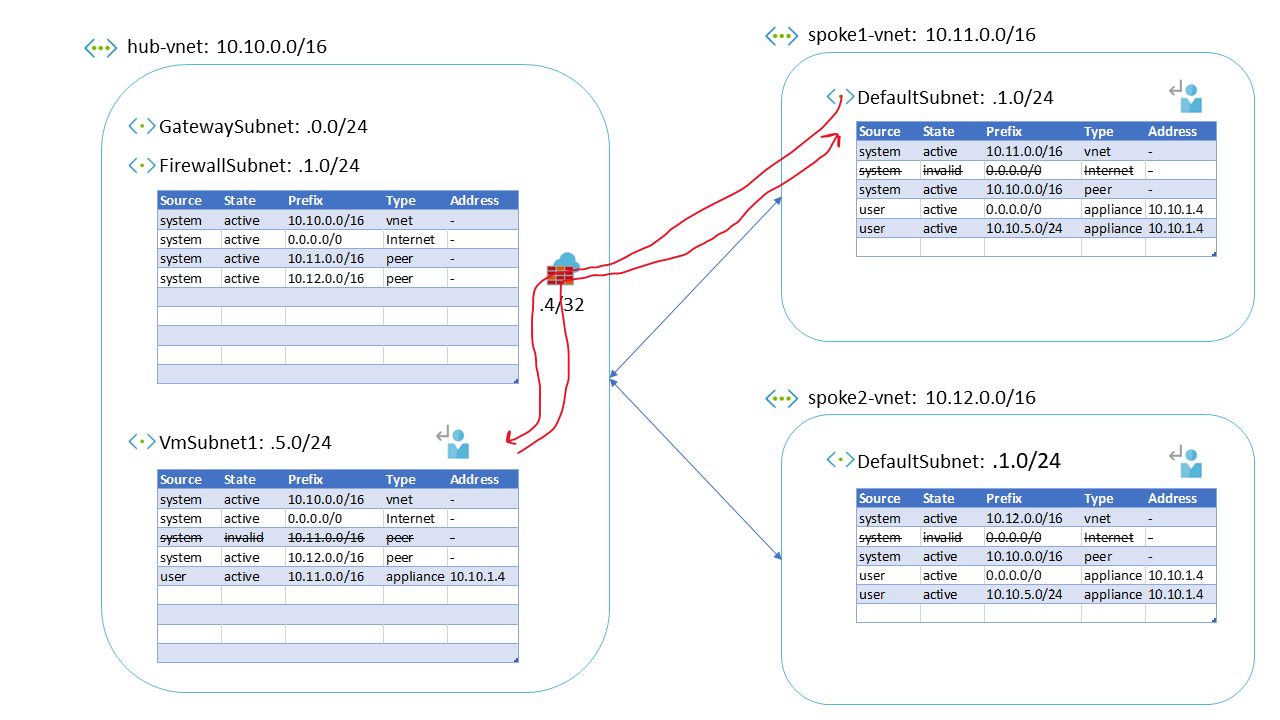 hub-vnet: 10.10.0.0/16
GatewaySubnet: .0.0/24
FirewallSubnet: .1.0/24
Source State Prefix Type Address
system active 10.10.0.0/16 vnet -
system active 0.0.0.0/0 Internet -
system active 10.11.0.0/16 peer -
system active 10.12.0.0/16 peer -
.4/32
VmSubnet1: .5.0/24
Source State Prefix Type Address
system active 10.10.0.0/16 vnet -
system active 0.0.0.0/0 Internet -
system invalid 10.11.0.0/16 peer -
system active 10.12.0.0/16 peer -
user active 10.11.0.0/16 appliance 10.10.1.4
spoke1-vnet: 10.11.0.0/16
DefaultSubnet: .1.0/24
Source State Prefix Type Address
system active 10.11.0.0/16 vnet -
system invalid 0.0.0.0/0 Internet -
system active 10.10.0.0/16 peer -
user active 0.0.0.0/0 appliance 10.10.1.4
user active 10.10.5.0/24 appliance 10.10.1.4
spoke2-vnet: 10.12.0.0/16
DefaultSubnet: .1.0/24
Source State Prefix Type Address
system active 10.12.0.0/16 vnet -
system invalid 0.0.0.0/0 Internet -
system active 10.10.0.0/16 peer -
user active 0.0.0.0/0 appliance 10.10.1.4
user active 10.10.5.0/24 appliance 10.10.1.4